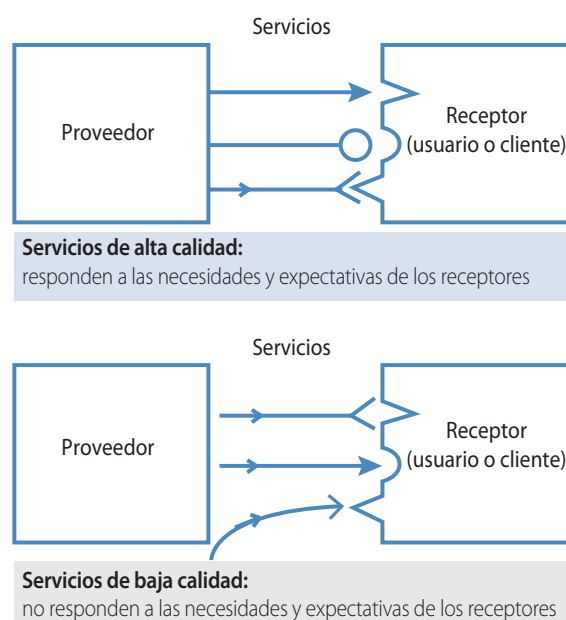 Servicios
Proveedor
Receptor
(usuario o cliente)
Servicios de alta calidad:
responden a las necesidades y expectativas de los receptores
Servicios
Proveedor
Receptor
(usuario o cliente)
Servicios de baja calidad:
no responden a las necesidades y expectativas de los receptores